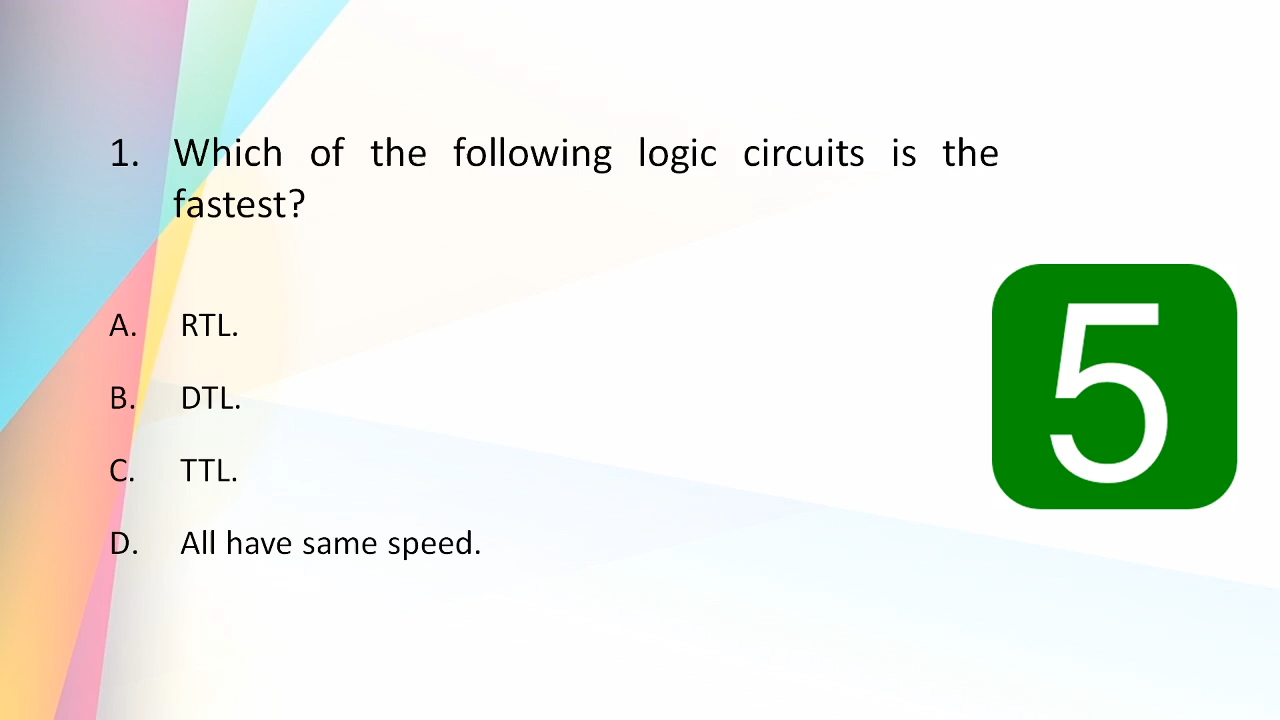 1. Which of the following logic circuits is the
fastest?
A. RTL.
B. DTL.
5
C. TTL.
D. All have same speed.